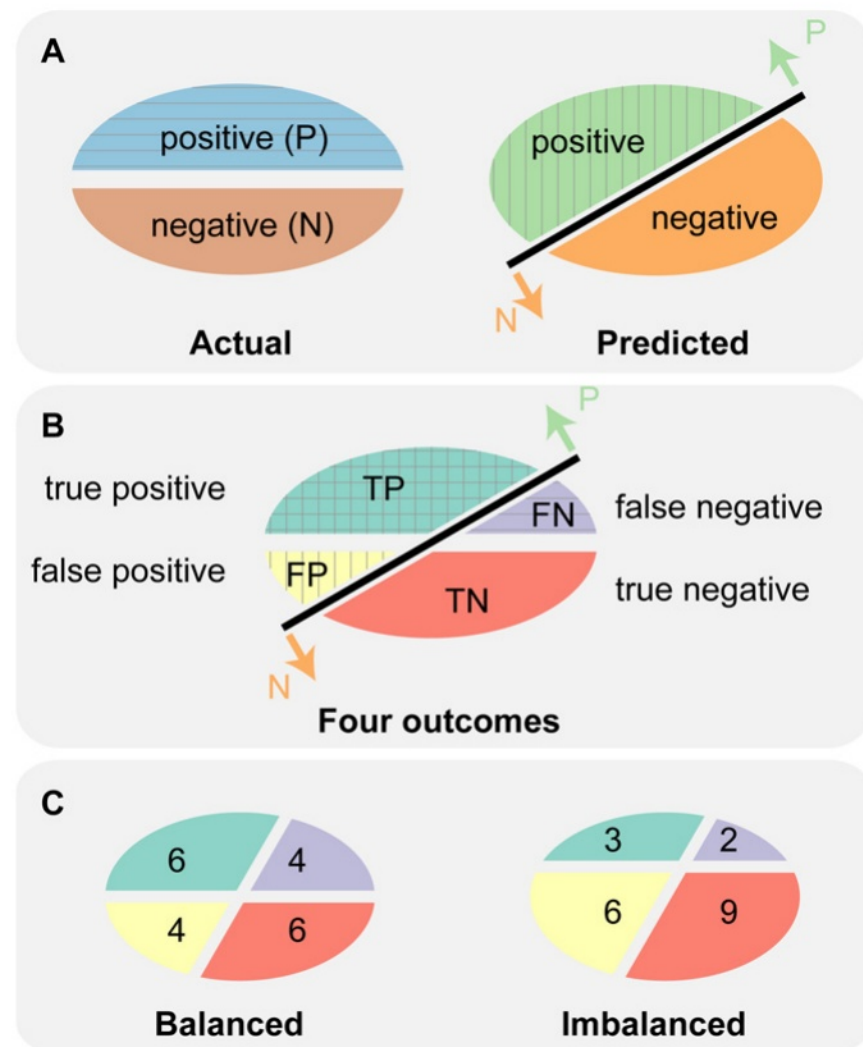 A
P
positive (P)
positive
negative (N)
negative
N
Actual
Predicted
B
P
true positive
TP
FN
false negative
false positive
FP
TN
true negative
N
Four outcomes
C
6
4
3
2
4
6
6
9
Balanced
Imbalanced